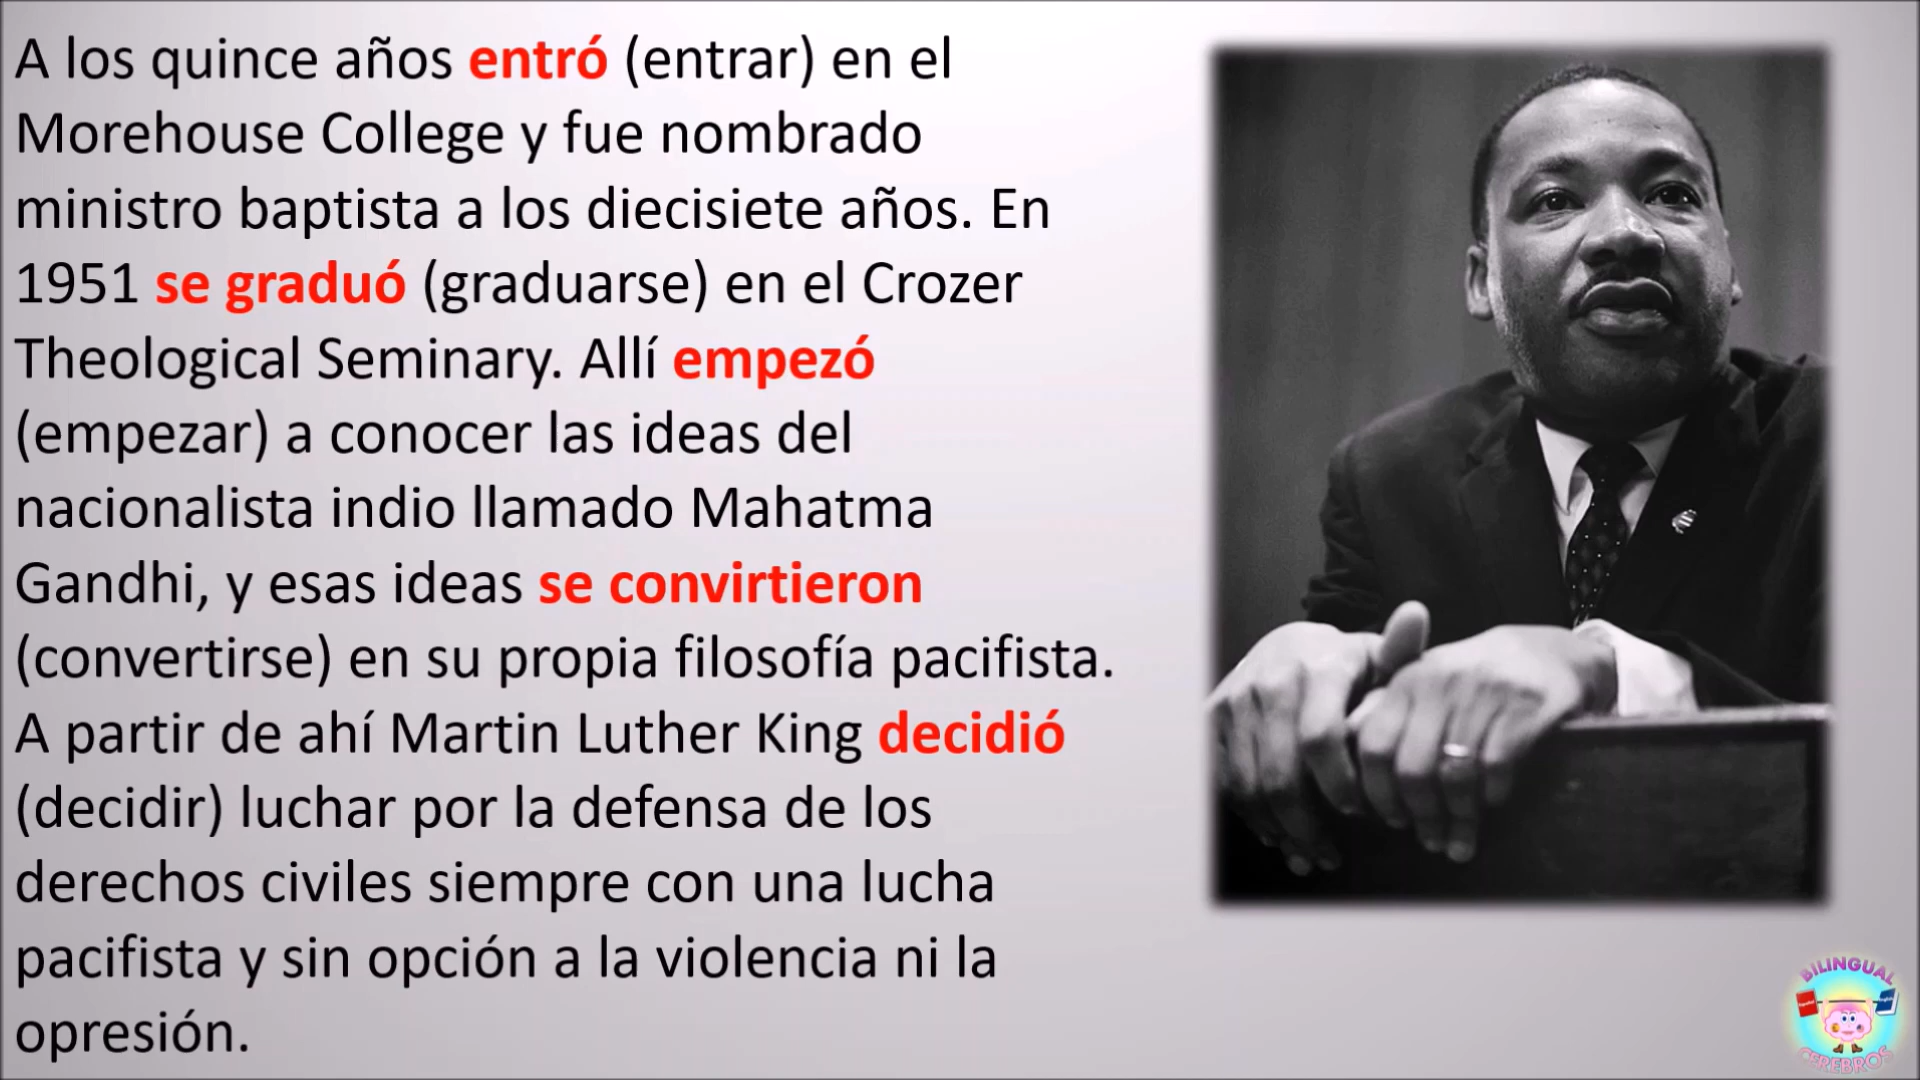 A los quince años entró (entrar) en el
Morehouse College y fue nombrado
ministro baptista a los diecisiete años. En
1951 se graduó (graduarse) en el Crozer
Theological Seminary. Allí empezó
(empezar) a conocer las ideas del
nacionalista indio llamado Mahatma
Gandhi, y esas ideas se convirtieron
(convertirse) en su propia filosofía pacifista.
A partir de ahí Martin Luther King decidió
(decidir) luchar por la defensa de los
derechos civiles siempre con una lucha
pacifista y sin opción a la violencia ni la
opresión.
BILINGUAL
CEREBROS